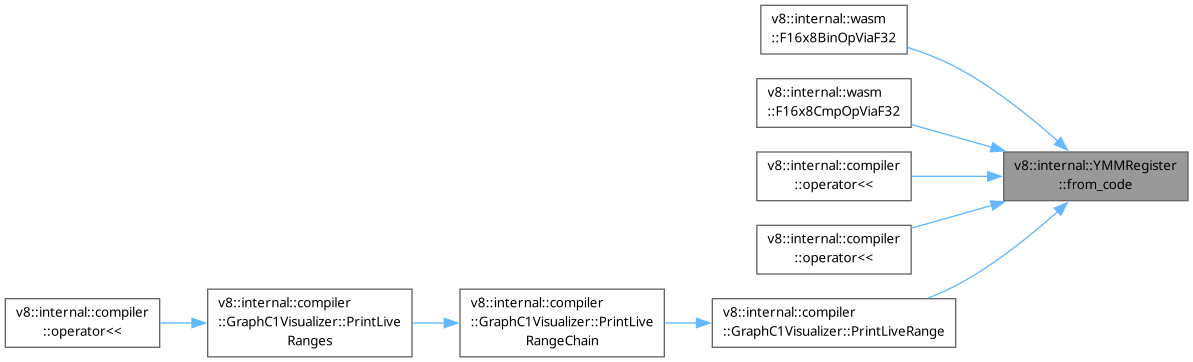 v8::internal::wasm
::F16x8BinOpViaF32
v8::internal::wasm
::F16x8CmpOpViaF32
v8::internal::compiler
::operator<<
v8::internal::YMMRegister
::from_code
v8::internal::compiler
::operator<<
v8::internal::compiler
::operator<<
v8::internal::compiler
::GraphC1Visualizer::PrintLive
Ranges
v8::internal::compiler
::GraphC1Visualizer::PrintLive
RangeChain
v8::internal::compiler
::GraphC1Visualizer::PrintLiveRange